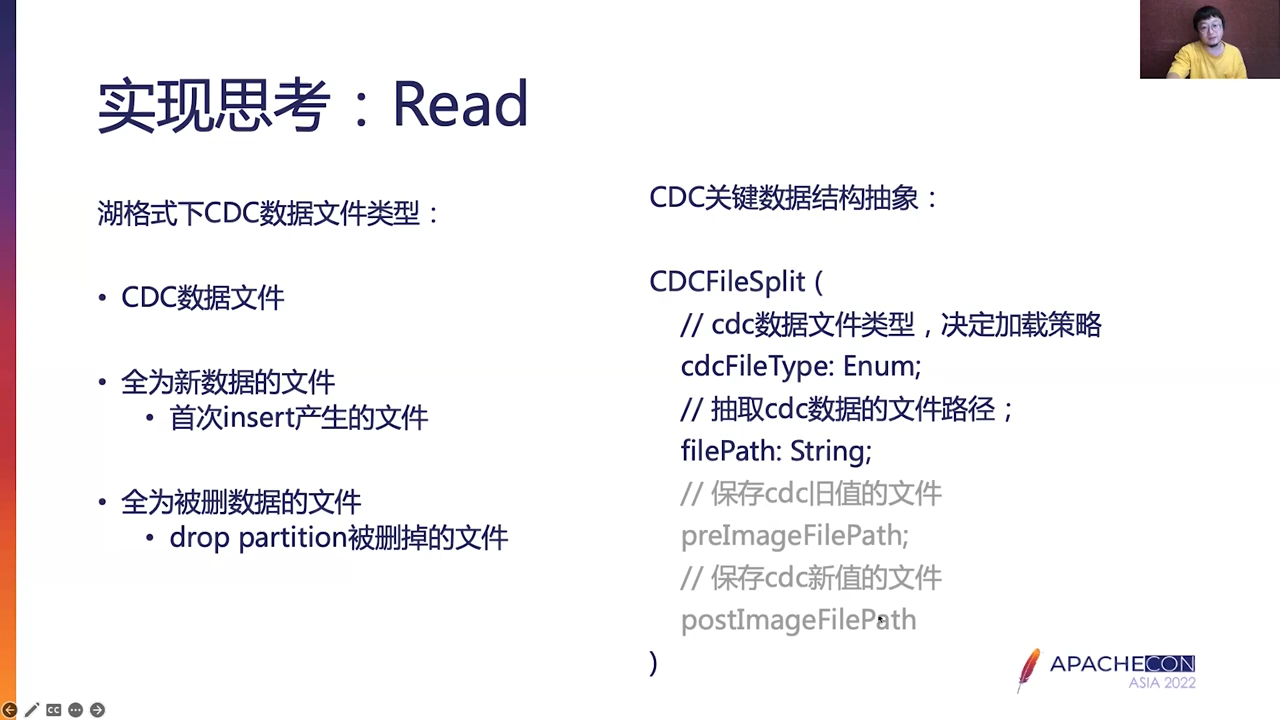 实现思考：Read
湖格式下CDC数据文件类型：
• CDC数据文件
• 全为新数据的文件
• 首次insert产生的文件
• 全为被删数据的文件
• drop partition被删掉的文件
CDC关键数据结构抽象：
CDCFileSplit (
// cdc数据文件类型，决定加载策略
cdcFileType: Enum;
// 抽取cdc数据的文件路径；
filePath: String;
// 保存cdc旧值的文件
preImageFilePath;
// 保存cdc新值的文件
postImageFilePath
)
APACHECON
ASIA 2022
CC